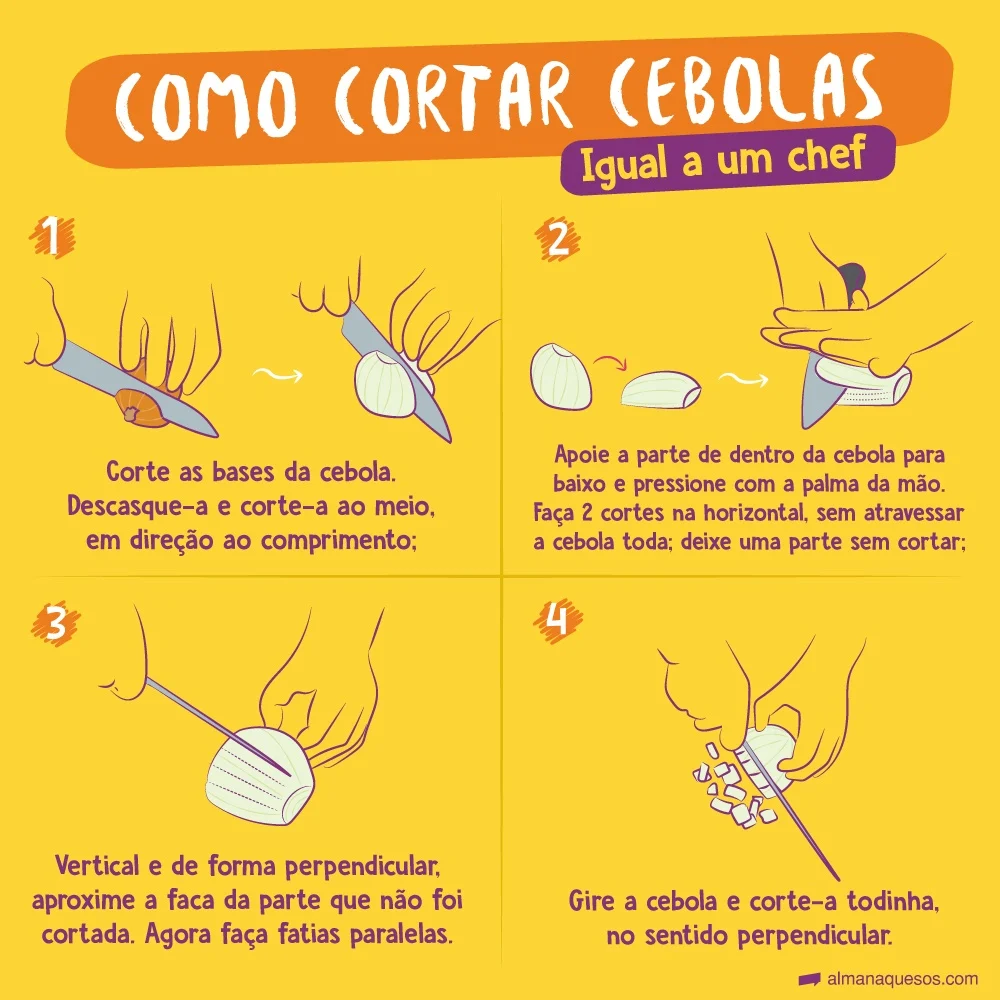 COMO CORTAR CEBOLAS
Igual a um chef
1
Corte as bases da cebola.
Descasque-a e corte-a ao meio,
em direção ao comprimento;
2
Apoie a parte de dentro da cebola para
baixo e pressione com a palma da mão.
Faça 2 cortes na horizontal, sem atravessar
a cebola toda; deixe uma parte sem cortar;
3
Vertical e de forma perpendicular,
aproxime a faca da parte que não foi
cortada. Agora faça fatias paralelas.
4
Gire a cebola e corte-a todinha,
no sentido perpendicular.
almanaquesos.com